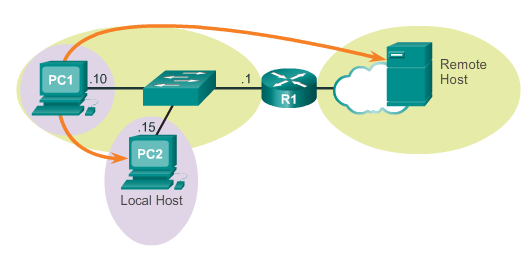 PC1
.10
.1
R1
Remote
Host
.15
PC2
Local Host